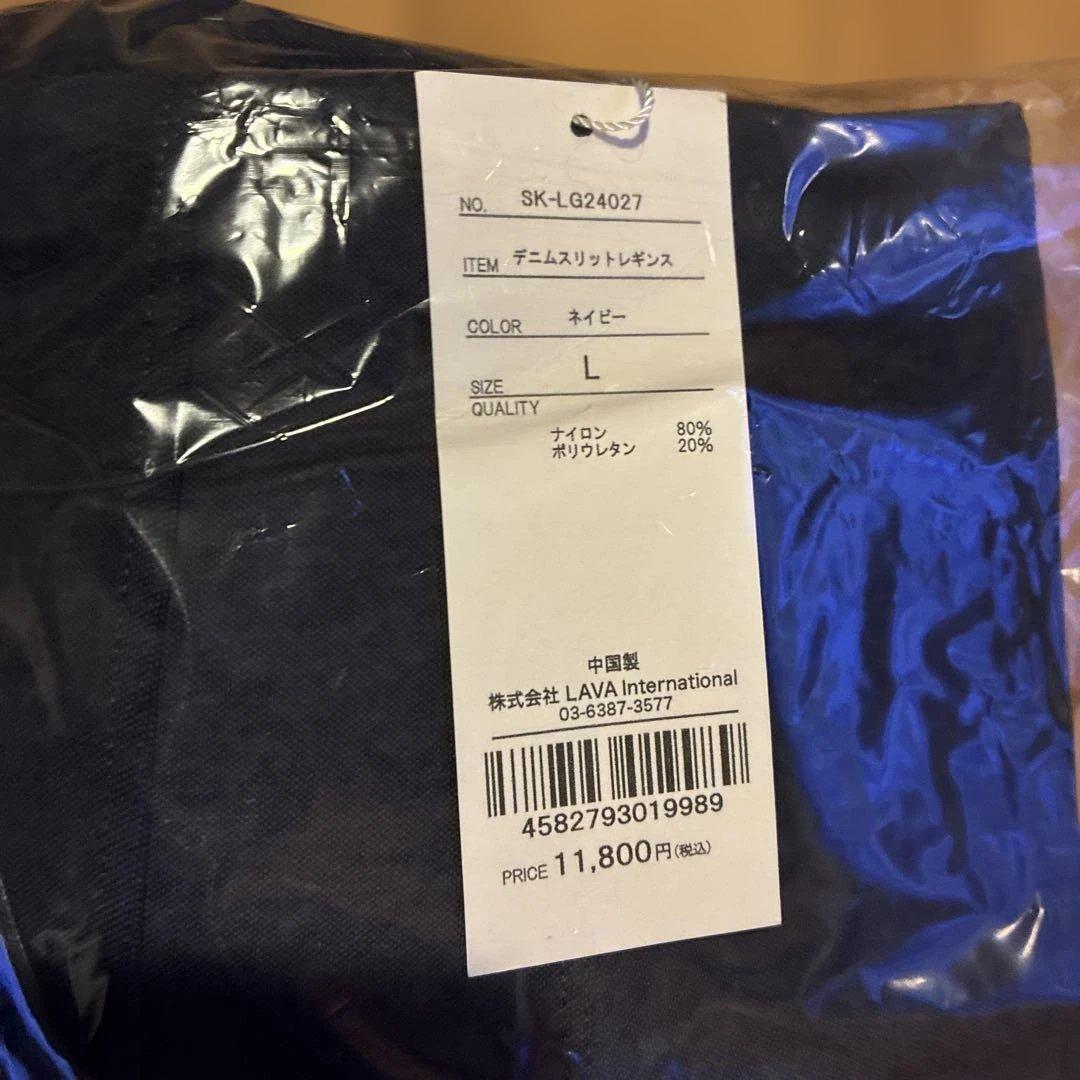 NO. SK-LG24027
ITEM デニムスリットレギンス
COLOR ネイビー
SIZE L
QUALITY
ナイロン 80%
ポリウレタン 20%
中国製
株式会社 LAVA International
03-6387-3577
4582793019989
PRICE 11,800円(税込)